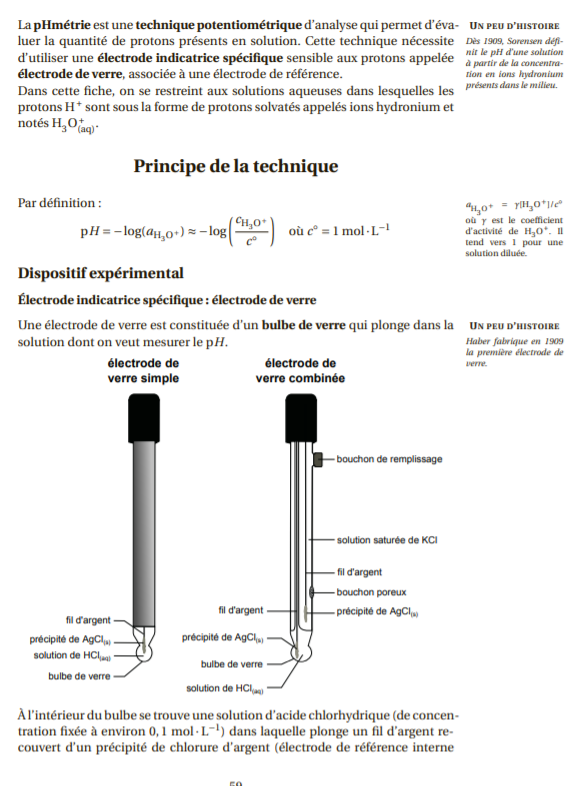 La pHmétrie est une technique potentiométrique d'analyse qui permet d'éva-
luer la quantité de protons présents en solution. Cette technique nécessite
d'utiliser une électrode indicatrice spécifique sensible aux protons appelée
électrode de verre, associée à une électrode de référence.
Dans cette fiche, on se restreint aux solutions aqueuses dans lesquelles les
protons H⁺ sont sous la forme de protons solvatés appelés ions hydronium et
notés H₃O⁺(aq).
UN PEU D'HISTOIRE
Dès 1909, Sorensen défi-
nit le pH d'une solution
à partir de la concentra-
tion en ions hydronium
présents dans le milieu.
Principe de la technique
Par définition :
pH = −log(a_H₃O⁺) ≈ −log(c_H₃O⁺/c°) où c° = 1 mol·L⁻¹
a_H₃O⁺ = γ[H₃O⁺]/c°
où γ est le coefficient
d'activité de H₃O⁺. Il
tend vers 1 pour une
solution diluée.
Dispositif expérimental
Électrode indicatrice spécifique : électrode de verre
Une électrode de verre est constituée d'un bulbe de verre qui plonge dans la
solution dont on veut mesurer le pH.
UN PEU D'HISTOIRE
Haber fabrique en 1909
la première électrode de
verre.
électrode de
verre simple
électrode de
verre combinée
bouchon de remplissage
solution saturée de KCl
fil d'argent
bouchon poreux
précipité de AgCl(s)
fil d'argent
précipité de AgCl(s)
solution de HCl(aq)
bulbe de verre
fil d'argent
précipité de AgCl(s)
bulbe de verre
solution de HCl(aq)
À l'intérieur du bulbe se trouve une solution d'acide chlorhydrique (de concen-
tration fixée à environ 0,1 mol·L⁻¹) dans laquelle plonge un fil d'argent re-
couvert d'un précipité de chlorure d'argent (électrode de référence interne